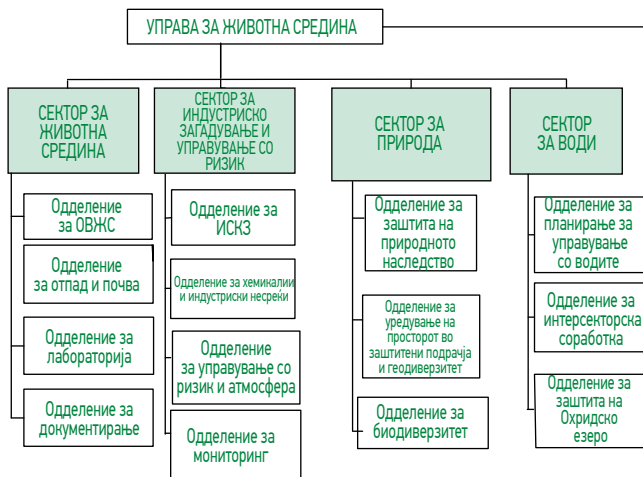 УПРАВА ЗА ЖИВОТНА СРЕДИНА
СЕКТОР ЗА
ЖИВОТНА
СРЕДИНА
Одделение
за ОВЖС
Одделение
за отпад и почва
Одделение за
лабораторија
Одделение за
документирање
СЕКТОР ЗА
ИНДУСТРИСКО
ЗАГАДУВАЊЕ И
УПРАВУВАЊЕ СО
РИЗИК
Одделение за
ИСКЗ
Одделение за хемикалии
и индустриски несреќи
Одделение
за управување со
ризик и атмосфера
Одделение за
мониторинг
СЕКТОР ЗА
ПРИРОДА
Одделение за
заштита на
природното
наследство
Одделение за
уредување на
просторот во
заштитени подрачја
и геодиверзитет
Одделение за
биодиверзитет
СЕКТОР
ЗА ВОДИ
Одделение за
планирање за
управување
со водите
Одделение за
интерсекторска
соработка
Одделение за
заштита на
Охридско
езеро